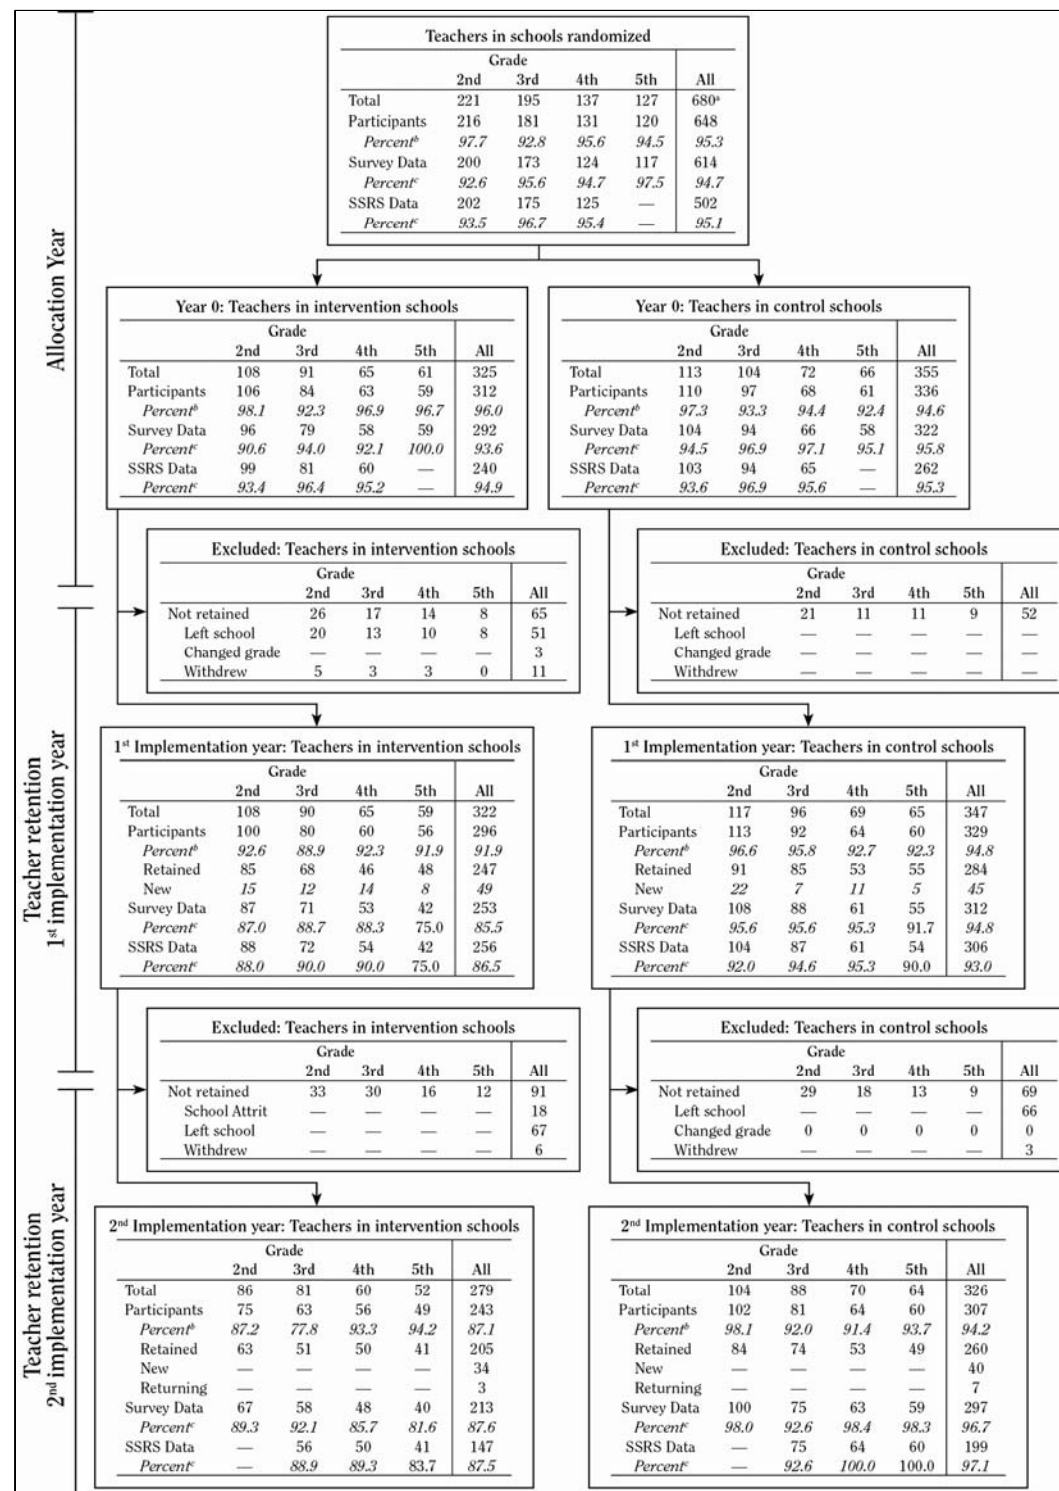 Allocation Year
Teachers in schools randomized
Grade
2nd 3rd 4th 5th All
Total 221 195 137 127 680ᵃ
Participants 216 181 131 120 648
Percentᵇ 97.7 92.8 95.6 94.5 95.3
Survey Data 200 173 124 117 614
Percentᶜ 92.6 95.6 94.7 97.5 94.7
SSRS Data 202 175 125 — 502
Percentᶜ 93.5 96.7 95.4 — 95.1
Year 0: Teachers in intervention schools
Grade
2nd 3rd 4th 5th All
Total 108 91 65 61 325
Participants 106 84 63 59 312
Percentᵇ 98.1 92.3 96.9 96.7 96.0
Survey Data 96 79 58 59 292
Percentᶜ 90.6 94.0 92.1 100.0 93.6
SSRS Data 99 81 60 — 240
Percentᶜ 93.4 96.4 95.2 — 94.9
Year 0: Teachers in control schools
Grade
2nd 3rd 4th 5th All
Total 113 104 72 66 355
Participants 110 97 68 61 336
Percentᵇ 97.3 93.3 94.4 92.4 94.6
Survey Data 104 94 66 58 322
Percentᶜ 94.5 96.9 97.1 95.1 95.8
SSRS Data 103 94 65 — 262
Percentᶜ 93.6 96.9 95.6 — 95.3
Excluded: Teachers in intervention schools
Grade
2nd 3rd 4th 5th All
Not retained 26 17 14 8 65
Left school 20 13 10 8 51
Changed grade — — — — 3
Withdrew 5 3 3 0 11
Excluded: Teachers in control schools
Grade
2nd 3rd 4th 5th All
Not retained 21 11 11 9 52
Left school — — — — —
Changed grade — — — — —
Withdrew — — — — —
Teacher retention
1st implementation year
1st Implementation year: Teachers in intervention schools
Grade
2nd 3rd 4th 5th All
Total 108 90 65 59 322
Participants 100 80 60 56 296
Percentᵇ 92.6 88.9 92.3 91.9 91.9
Retained 85 68 46 48 247
New 15 12 14 8 49
Survey Data 87 71 53 42 253
Percentᶜ 87.0 88.7 88.3 75.0 85.5
SSRS Data 88 72 54 42 256
Percentᶜ 88.0 90.0 90.0 75.0 86.5
1st Implementation year: Teachers in control schools
Grade
2nd 3rd 4th 5th All
Total 117 96 69 65 347
Participants 113 92 64 60 329
Percentᵇ 96.6 95.8 92.7 92.3 94.8
Retained 91 85 53 55 284
New 22 7 11 5 45
Survey Data 108 88 61 55 312
Percentᶜ 95.6 95.6 95.3 91.7 94.8
SSRS Data 104 87 61 54 306
Percentᶜ 92.0 94.6 95.3 90.0 93.0
Excluded: Teachers in intervention schools
Grade
2nd 3rd 4th 5th All
Not retained 33 30 16 12 91
School Attrit — — — — 18
Left school — — — — 67
Withdrew — — — — 6
Excluded: Teachers in control schools
Grade
2nd 3rd 4th 5th All
Not retained 29 18 13 9 69
Left school — — — — 66
Changed grade 0 0 0 0 0
Withdrew — — — — 3
Teacher retention
2nd implementation year
2nd Implementation year: Teachers in intervention schools
Grade
2nd 3rd 4th 5th All
Total 86 81 60 52 279
Participants 75 63 56 49 243
Percentᵇ 87.2 77.8 93.3 94.2 87.1
Retained 63 51 50 41 205
New — — — — 34
Returning — — — — 3
Survey Data 67 58 48 40 213
Percentᶜ 89.3 92.1 85.7 81.6 87.6
SSRS Data — 56 50 41 147
Percentᶜ — 88.9 89.3 83.7 87.5
2nd Implementation year: Teachers in control schools
Grade
2nd 3rd 4th 5th All
Total 104 88 70 64 326
Participants 102 81 64 60 307
Percentᵇ 98.1 92.0 91.4 93.7 94.2
Retained 84 74 53 49 260
New — — — — 40
Returning — — — — 7
Survey Data 100 75 63 59 297
Percentᶜ 98.0 92.6 98.4 98.3 96.7
SSRS Data — 75 64 60 199
Percentᶜ — 92.6 100.0 100.0 97.1